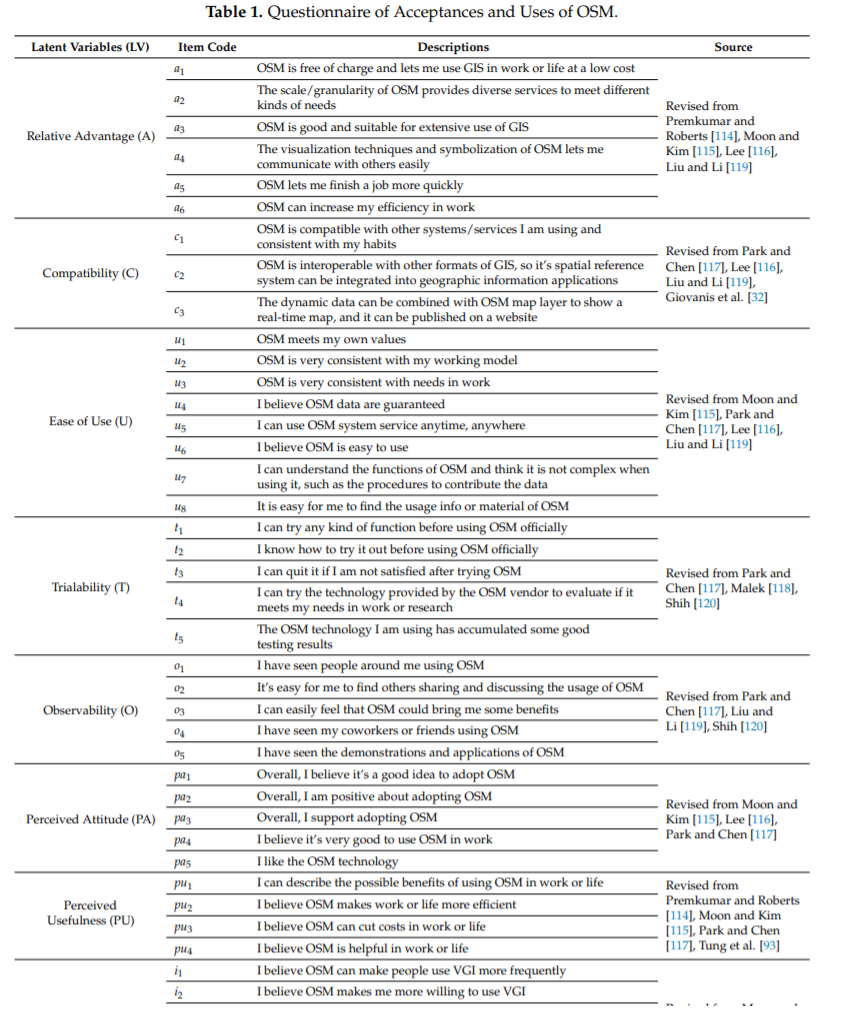 Table 1. Questionnaire of Acceptances and Uses of OSM.
Latent Variables (LV) Item Code Descriptions Source
Relative Advantage (A)
a1 OSM is free of charge and lets me use GIS in work or life at a low cost
a2 The scale/granularity of OSM provides diverse services to meet different
kinds of needs
a3 OSM is good and suitable for extensive use of GIS
a4 The visualization techniques and symbolization of OSM lets me
communicate with others easily
a5 OSM lets me finish a job more quickly
a6 OSM can increase my efficiency in work
Revised from
Premkumar and
Roberts [114], Moon and
Kim [115], Lee [116],
Liu and Li [119]
Compatibility (C)
c1 OSM is compatible with other systems/services I am using and
consistent with my habits
c2 OSM is interoperable with other formats of GIS, so it's spatial reference
system can be integrated into geographic information applications
c3 The dynamic data can be combined with OSM map layer to show a
real-time map, and it can be published on a website
Revised from Park and
Chen [117], Lee [116],
Liu and Li [119],
Giovanis et al. [32]
Ease of Use (U)
u1 OSM meets my own values
u2 OSM is very consistent with my working model
u3 OSM is very consistent with needs in work
u4 I believe OSM data are guaranteed
u5 I can use OSM system service anytime, anywhere
u6 I believe OSM is easy to use
u7 I can understand the functions of OSM and think it is not complex when
using it, such as the procedures to contribute the data
u8 It is easy for me to find the usage info or material of OSM
Revised from Moon and
Kim [115], Park and
Chen [117], Lee [116],
Liu and Li [119]
Trialability (T)
t1 I can try any kind of function before using OSM officially
t2 I know how to try it out before using OSM officially
t3 I can quit it if I am not satisfied after trying OSM
t4 I can try the technology provided by the OSM vendor to evaluate if it
meets my needs in work or research
t5 The OSM technology I am using has accumulated some good
testing results
Revised from Park and
Chen [117], Malek [118],
Shih [120]
Observability (O)
o1 I have seen people around me using OSM
o2 It's easy for me to find others sharing and discussing the usage of OSM
o3 I can easily feel that OSM could bring me some benefits
o4 I have seen my coworkers or friends using OSM
o5 I have seen the demonstrations and applications of OSM
Revised from Park and
Chen [117], Liu and
Li [119], Shih [120]
Perceived Attitude (PA)
pa1 Overall, I believe it's a good idea to adopt OSM
pa2 Overall, I am positive about adopting OSM
pa3 Overall, I support adopting OSM
pa4 I believe it's very good to use OSM in work
pa5 I like the OSM technology
Revised from Moon and
Kim [115], Lee [116],
Park and Chen [117]
Perceived
Usefulness (PU)
pu1 I can describe the possible benefits of using OSM in work or life
pu2 I believe OSM makes work or life more efficient
pu3 I believe OSM can cut costs in work or life
pu4 I believe OSM is helpful in work or life
Revised from
Premkumar and Roberts
[114], Moon and Kim
[115], Park and Chen
[117], Tung et al. [93]
i1 I believe OSM can make people use VGI more frequently
i2 I believe OSM makes me more willing to use VGI